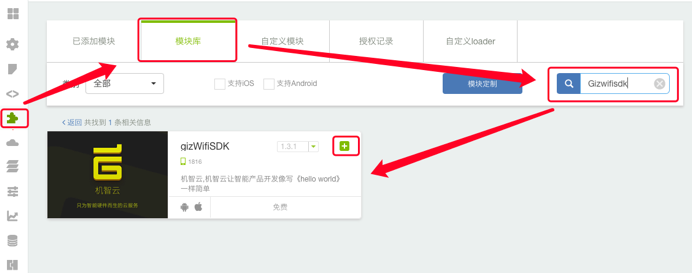 已添加模块 模块库 自定义模块 授权记录 自定义loader
全部 支持iOS 支持Android 模块定制 Gizwifisdk
返回 共找到 1 条相关信息
gizWifiSDK 1.3.1
1816
机智云
只为智能硬件而生的云服务
机智云,机智云让智能产品开发像写《hello world》
一样简单
免费